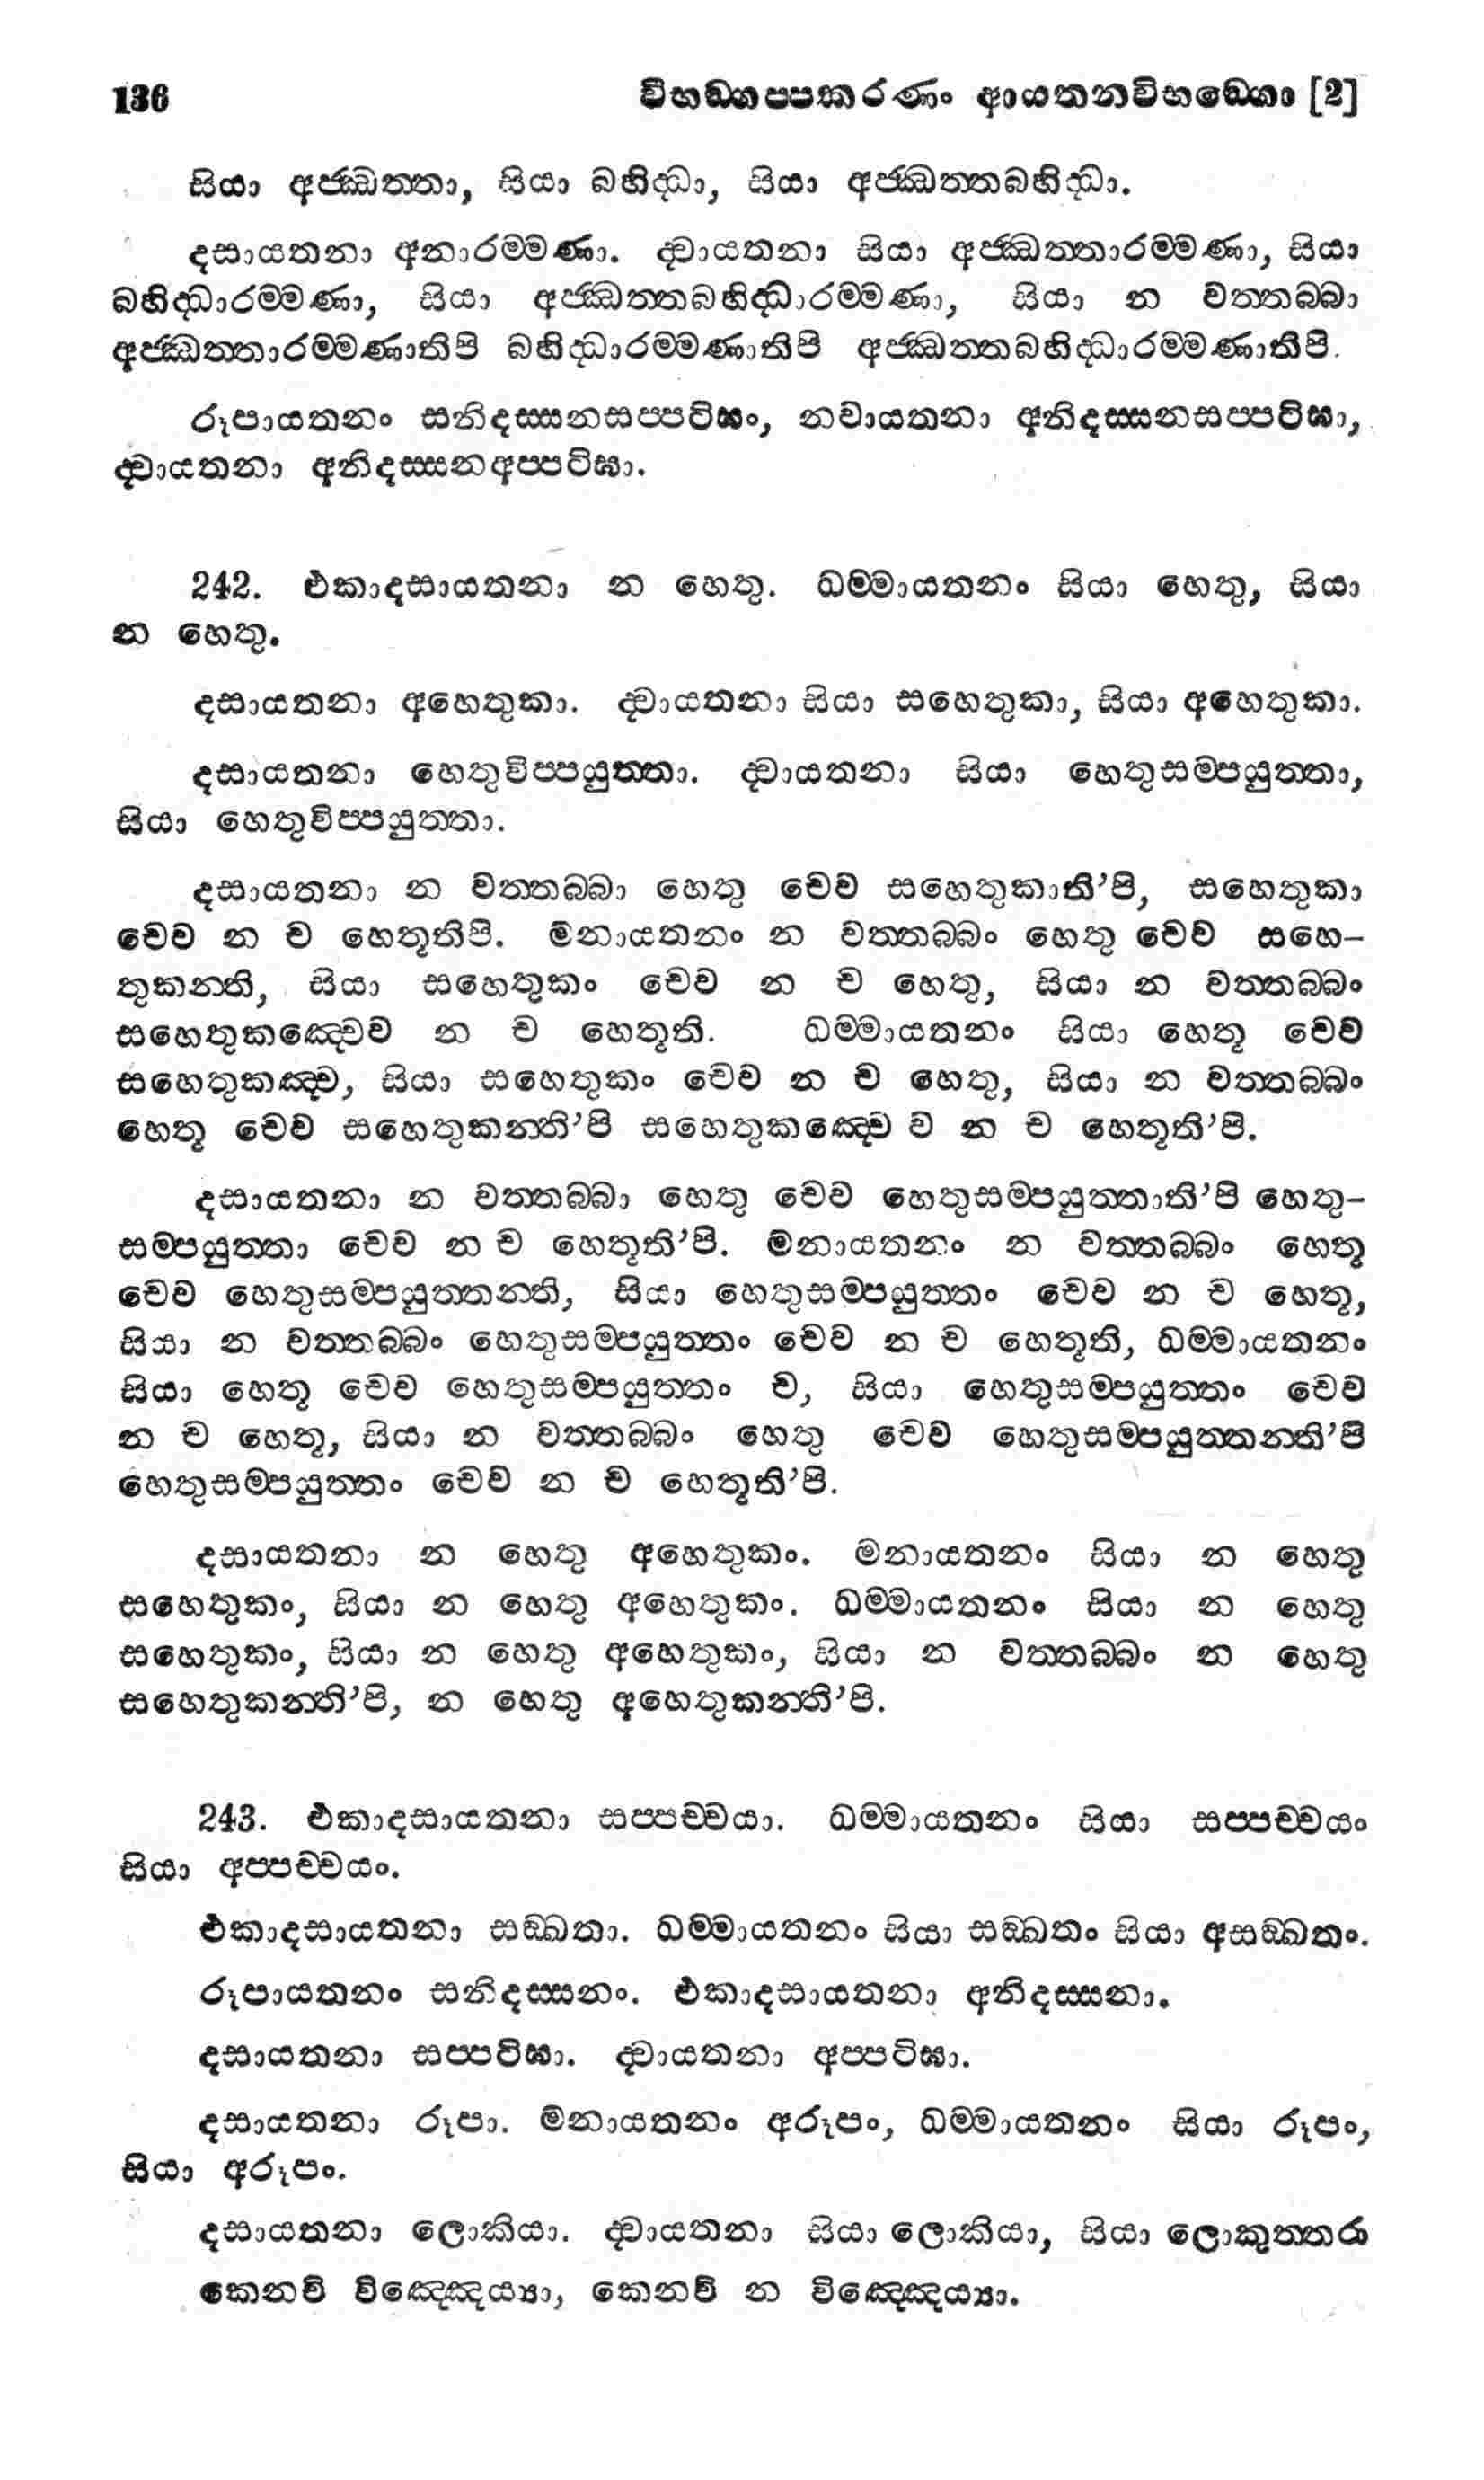 136 විභඞ්ගප්පකරණං ආයතනවිභඞ්ගො [2]
සියා අජ්ඣත්තා, සියා බහිද්ධා, සියා අජ්ඣත්තබහිද්ධා.
දසායතනා අනාරම්මණා. ද්වායතනා සියා අජ්ඣත්තාරම්මණා, සියා
බහිද්ධාරම්මණා, සියා අජ්ඣත්තබහිද්ධාරම්මණා, සියා න වත්තබ්බා
අජ්ඣත්තාරම්මණාතිපි බහිද්ධාරම්මණාතිපි අජ්ඣත්තබහිද්ධාරම්මණාතිපි.
රූපායතනං සනිදස්සනසප්පටිඝං, නවායතනා අනිදස්සනසප්පටිඝා,
ද්වායතනා අනිදස්සනඅප්පටිඝා.
242. එකාදසායතනා න හෙතු. ධම්මායතනං සියා හෙතු, සියා
න හෙතු.
දසායතනා අහෙතුකා. ද්වායතනා සියා සහෙතුකා, සියා අහෙතුකා.
දසායතනා හෙතුවිප්පයුත්තා. ද්වායතනා සියා හෙතුසම්පයුත්තා,
සියා හෙතුවිප්පයුත්තා.
දසායතනා න වත්තබ්බා හෙතු චෙව සහෙතුකාති’පි, සහෙතුකා
චෙව න ච හෙතූතිපි. මනායතනං න වත්තබ්බං හෙතු චෙව සහෙ–
තුකන්ති, සියා සහෙතුකං චෙව න ච හෙතු, සියා න වත්තබ්බං
සහෙතුකඤ්චෙව න ච හෙතූති. ධම්මායතනං සියා හෙතූ චෙව
සහෙතුකඤ්ච, සියා සහෙතුකං චෙව න ච හෙතු, සියා න වත්තබ්බං
හෙතූ චෙව සහෙතුකන්ති’පි සහෙතුකඤ්චෙ ව න ච හෙතූති’පි.
දසායතනා න වත්තබ්බා හෙතු චෙව හෙතුසම්පයුත්තාති’පි හෙතු–
සම්පයුත්තා චෙව න ච හෙතූති’පි. මනායතනං න වත්තබ්බං හෙතූ
චෙව හෙතුසම්පයුත්තන්ති, සියා හෙතුසම්පයුත්තං චෙව න ච හෙතූ,
සියා න වත්තබ්බං හෙතුසම්පයුත්තං චෙව න ච හෙතූති, ධම්මායතනං
සියා හෙතූ චෙව හෙතුසම්පයුත්තං ච, සියා හෙතුසම්පයුත්තං චෙව
න ච හෙතූ, සියා න වත්තබ්බං හෙතු චෙව හෙතුසම්පයුත්තන්ති’පි
හෙතුසම්පයුත්තං චෙව න ච හෙතූති’පි.
දසායතනා න හෙතු අහෙතුකං. මනායතනං සියා න හෙතු
සහෙතුකං, සියා න හෙතු අහෙතුකං. ධම්මායතනං සියා න හෙතු
සහෙතුකං, සියා න හෙතු අහෙතුකං, සියා න වත්තබ්බං න හෙතු
සහෙතුකන්ති’පි, න හෙතු අහෙතුකන්ති’පි.
243. එකාදසායතනා සප්පච්චයා. ධම්මායතනං සියා සප්පච්චයං
සියා අප්පච්චයං.
එකාදසායතනා සඞ්ඛතා. ධම්මායතනං සියා සඞ්ඛතං සියා අසඞ්ඛතං.
රූපායතනං සනිදස්සනං. එකාදසායතනා අනිදස්සනා.
දසායතනා සප්පටිඝා. ද්වායතනා අප්පටිඝා.
දසායතනා රූපා. මනායතනං අරූපං, ධම්මායතනං සියා රූපං,
සියා අරූපං.
දසායතනා ලොකියා. ද්වායතනා සියා ලොකියා, සියා ලොකුත්තරා
කෙනචි විඤ්ඤෙය්‍යා, කෙනචි න විඤ්ඤෙය්‍යා.